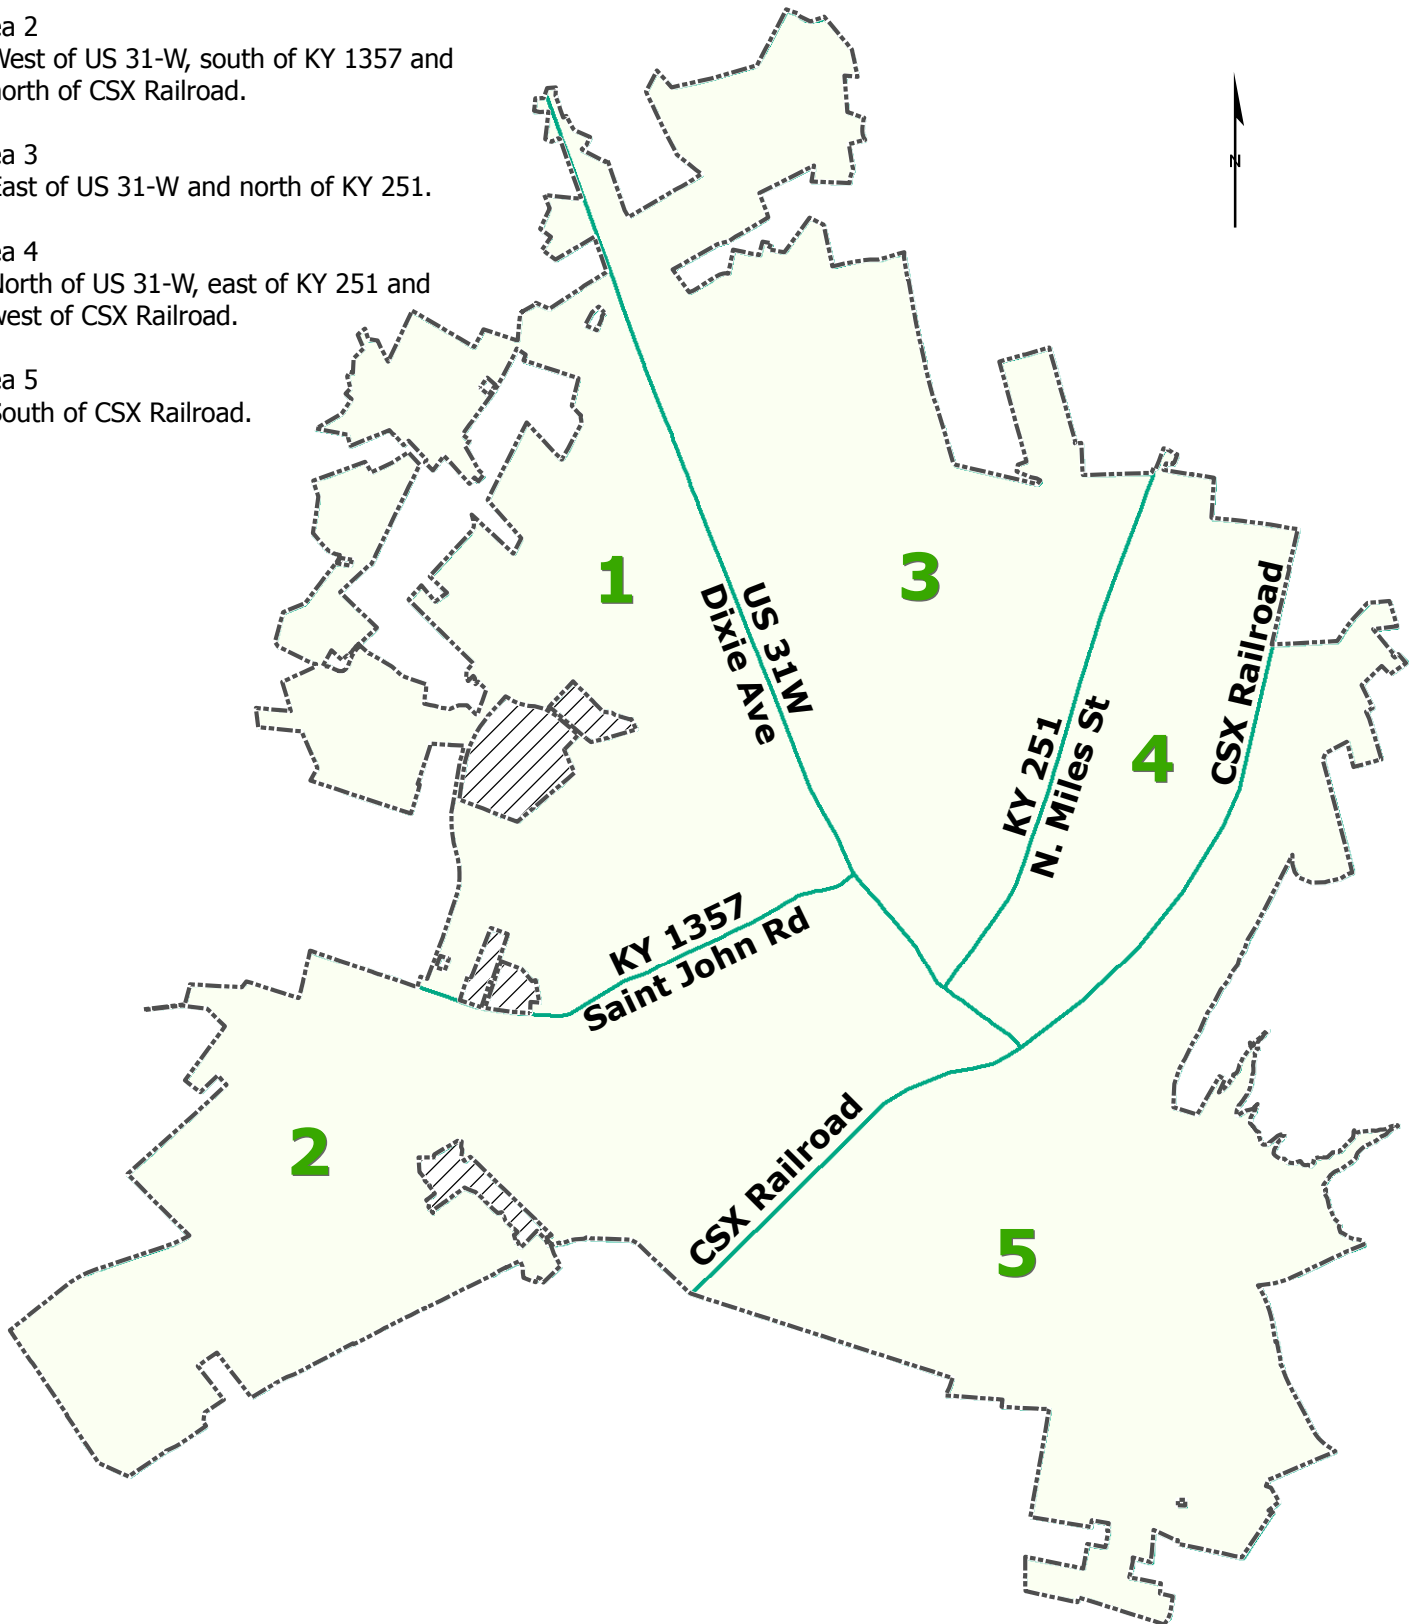 ea 2
West of US 31-W, south of KY 1357 and
north of CSX Railroad.
ea 3
East of US 31-W and north of KY 251.
ea 4
North of US 31-W, east of KY 251 and
west of CSX Railroad.
ea 5
South of CSX Railroad.
N
1
3
US 31W
Dixie Ave
CSX Railroad
KY 251
N. Miles St
4
KY 1357
Saint John Rd
2
CSX Railroad
5